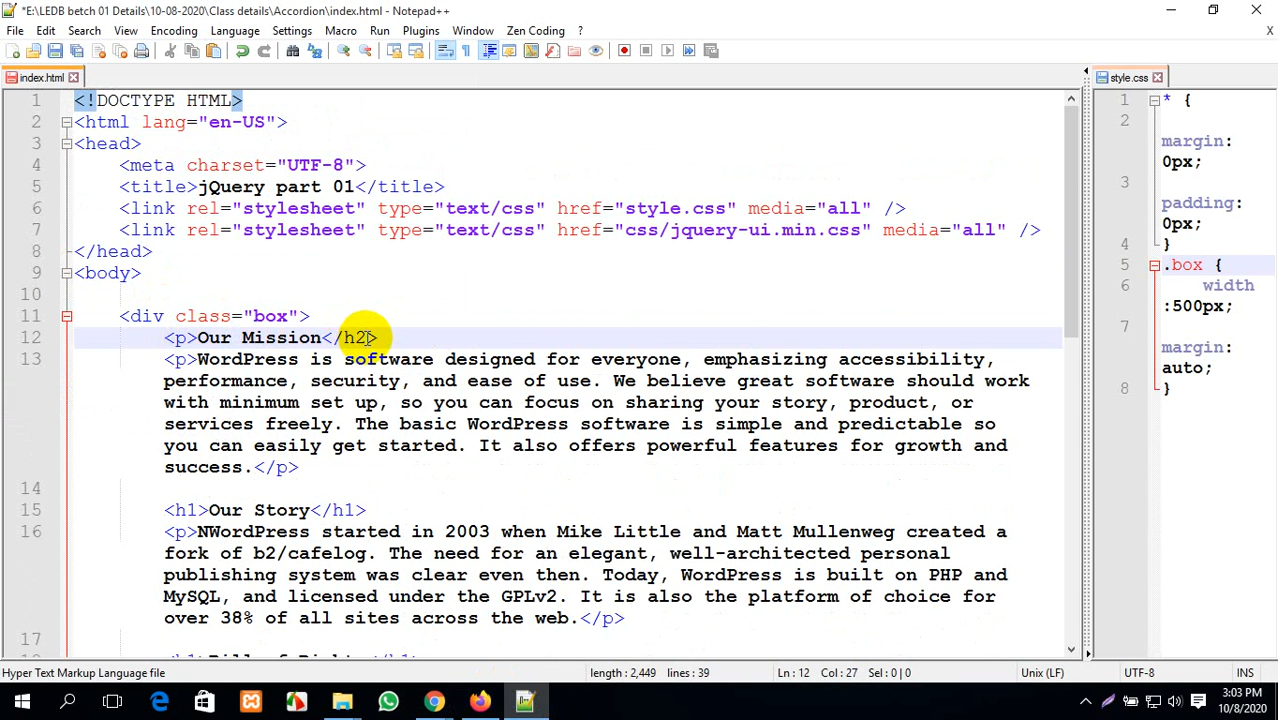 *E:\LEDB betch 01 Details\10-08-2020\Class details\Accordion\index.html - Notepad++
File Edit Search View Encoding Language Settings Macro Run Plugins Window Zen Coding ? X
index.html
style.css
1 <!DOCTYPE HTML>
2 <html lang="en-US">
3 <head>
4 <meta charset="UTF-8">
5 <title>jQuery part 01</title>
6 <link rel="stylesheet" type="text/css" href="style.css" media="all" />
7 <link rel="stylesheet" type="text/css" href="css/jquery-ui.min.css" media="all" />
8 </head>
9 <body>
10
11 <div class="box">
12 <p>Our Mission</h2>
13 <p>WordPress is software designed for everyone, emphasizing accessibility,
performance, security, and ease of use. We believe great software should work
with minimum set up, so you can focus on sharing your story, product, or
services freely. The basic WordPress software is simple and predictable so
you can easily get started. It also offers powerful features for growth and
success.</p>
14
15 <h1>Our Story</h1>
16 <p>NWordPress started in 2003 when Mike Little and Matt Mullenweg created a
fork of b2/cafelog. The need for an elegant, well-architected personal
publishing system was clear even then. Today, WordPress is built on PHP and
MySQL, and licensed under the GPLv2. It is also the platform of choice for
over 38% of all sites across the web.</p>
17
1 * {
2
margin:
0px;
3
padding:
0px;
4 }
5 .box {
6 width
:500px;
7
margin:
auto;
8 }
Hyper Text Markup Language file length : 2,449 lines : 39 Ln : 12 Col : 27 Sel : 0 | 0 Unix (LF) UTF-8 INS
3:03 PM
10/8/2020